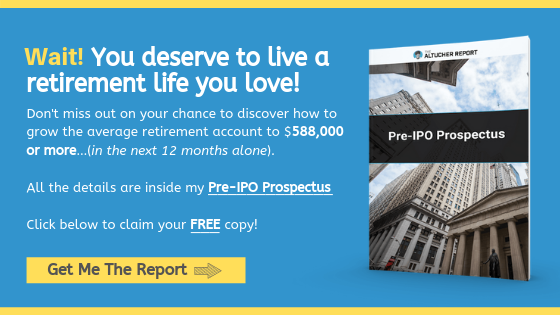 Wait! You deserve to live a
retirement life you love!
Don't miss out on your chance to discover how to
grow the average retirement account to $588,000
or more...(in the next 12 months alone).
All the details are inside my Pre-IPO Prospectus
Click below to claim your FREE copy!
Get Me The Report
THE
ALTUCHER REPORT
Pre-IPO Prospectus